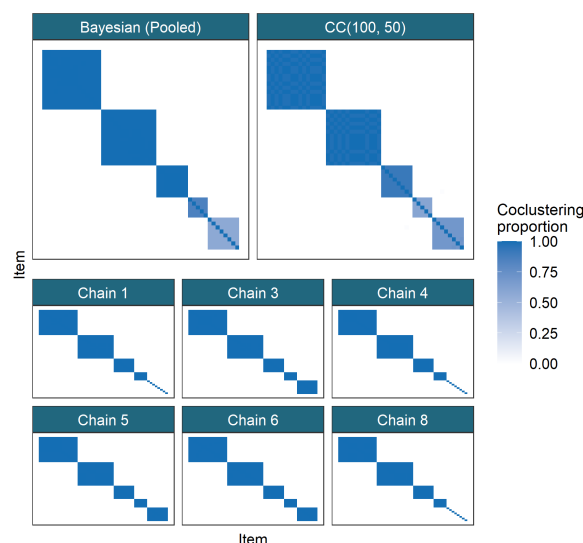 Bayesian (Pooled)
CC(100, 50)
Item
Chain 1
Chain 3
Chain 4
Chain 5
Chain 6
Chain 8
Item
Coclustering
proportion
1.00
0.75
0.50
0.25
0.00